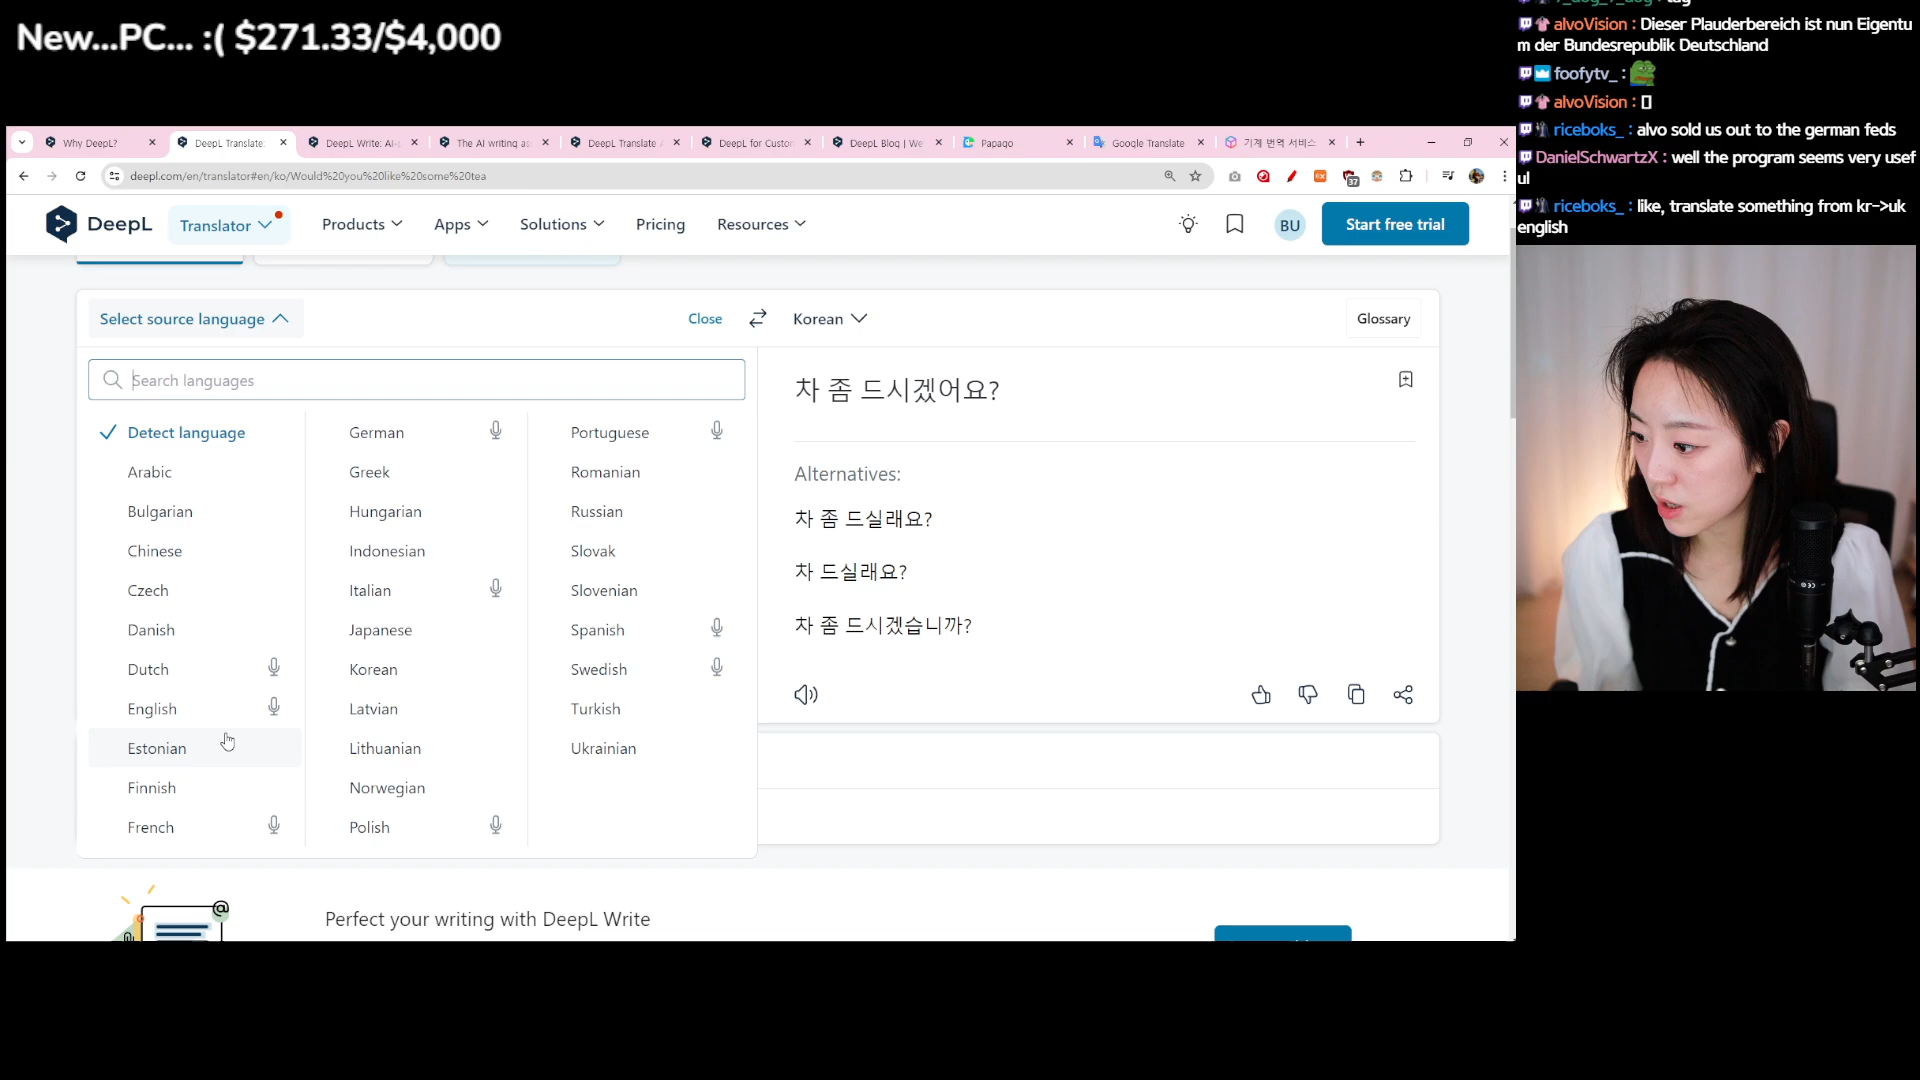 New...PC... :( $271.33/$4,000
alvoVision : Dieser Plauderbereich ist nun Eigentu
m der Bundesrepublik Deutschland
foofytv_ :
alvoVision :
riceboks_ : alvo sold us out to the german feds
DanielSchwartzX : well the program seems very usef
ul
riceboks_ : like, translate something from kr->uk
english
Why DeepL?
DeepL Translate:
DeepL Write: AI-
The AI writing as
DeepL Translate
DeepL for Custo
DeepL Blog | We
Papago
Google Translate
기계 번역 서비스
deepl.com/en/translator#en/ko/Would%20you%20like%20some%20tea
37
DeepL
Translator
Products
Apps
Solutions
Pricing
Resources
BU
Start free trial
Select source language
Close
Korean
Glossary
Search languages
Detect language
Arabic
Bulgarian
Chinese
Czech
Danish
Dutch
English
Estonian
Finnish
French
German
Greek
Hungarian
Indonesian
Italian
Japanese
Korean
Latvian
Lithuanian
Norwegian
Polish
Portuguese
Romanian
Russian
Slovak
Slovenian
Spanish
Swedish
Turkish
Ukrainian
차 좀 드시겠어요?
Alternatives:
차 좀 드실래요?
차 드실래요?
차 좀 드시겠습니까?
Perfect your writing with DeepL Write